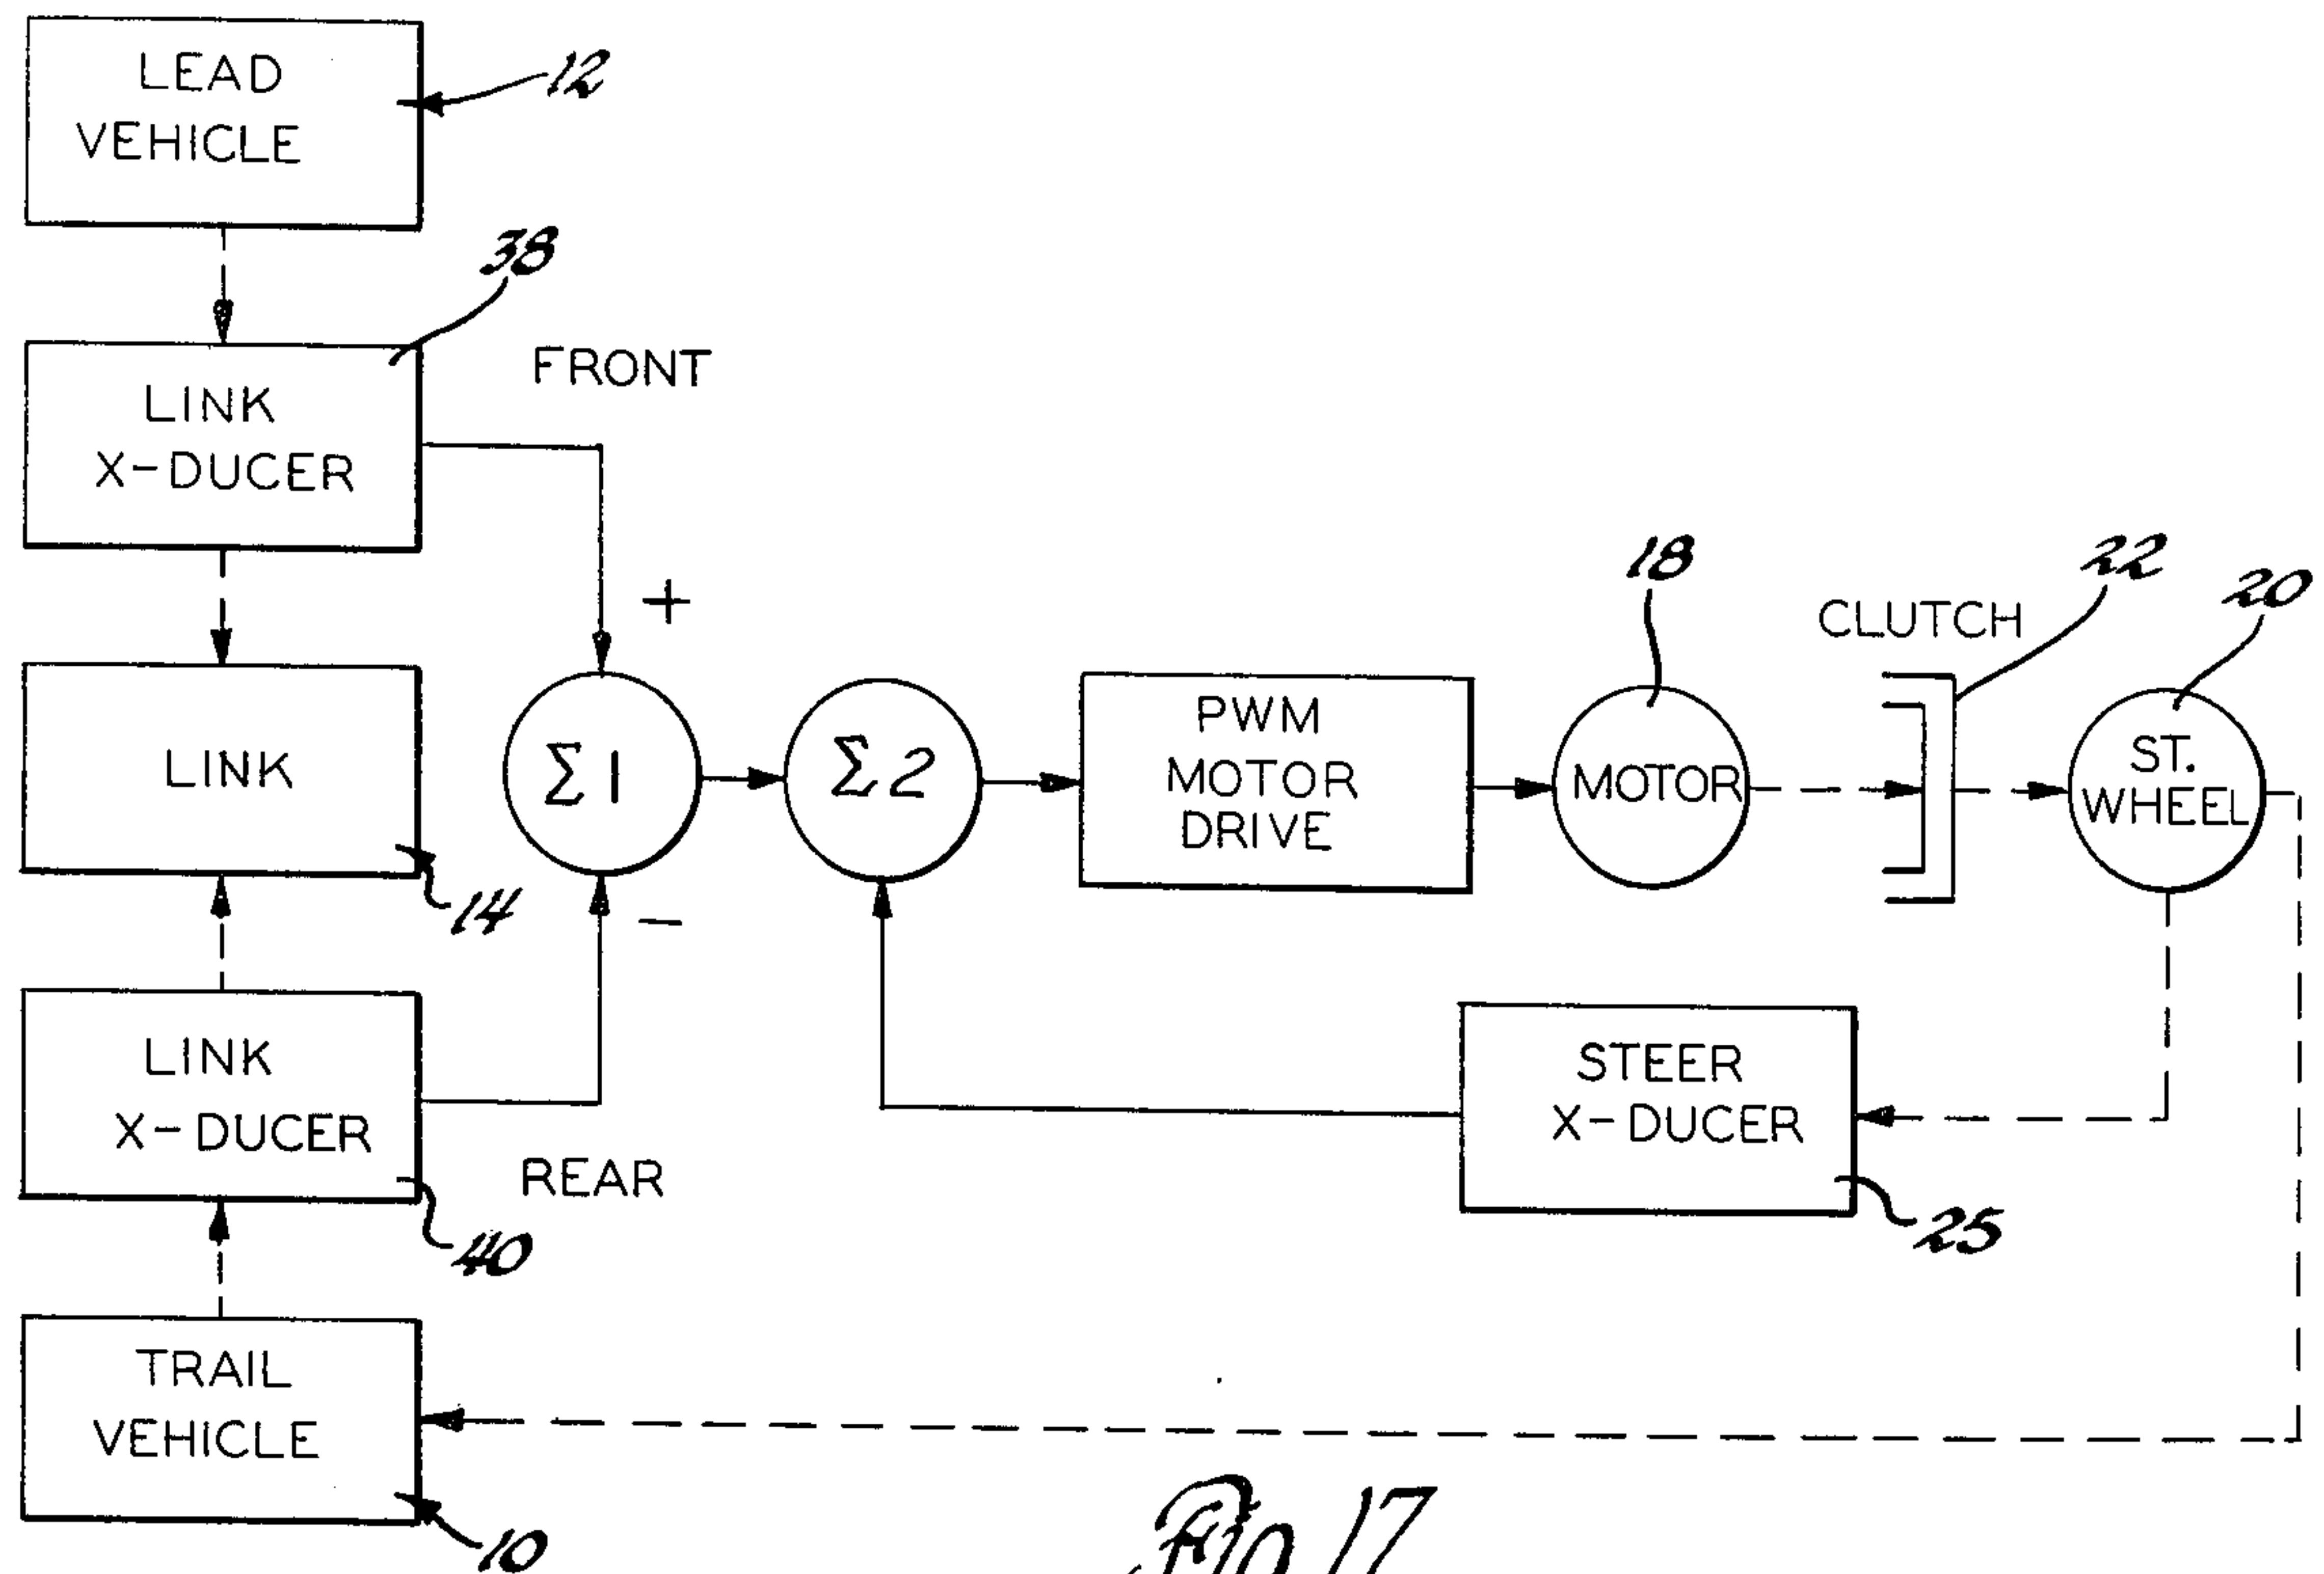 LEAD
VEHICLE
12
38
FRONT
LINK
X-DUCER
+
LINK
14
Σ1
Σ2
PWM
MOTOR
DRIVE
18
MOTOR
CLUTCH
22
20
ST.
WHEEL
-
LINK
X-DUCER
REAR
40
STEER
X-DUCER
25
TRAIL
VEHICLE
10
Fig 17